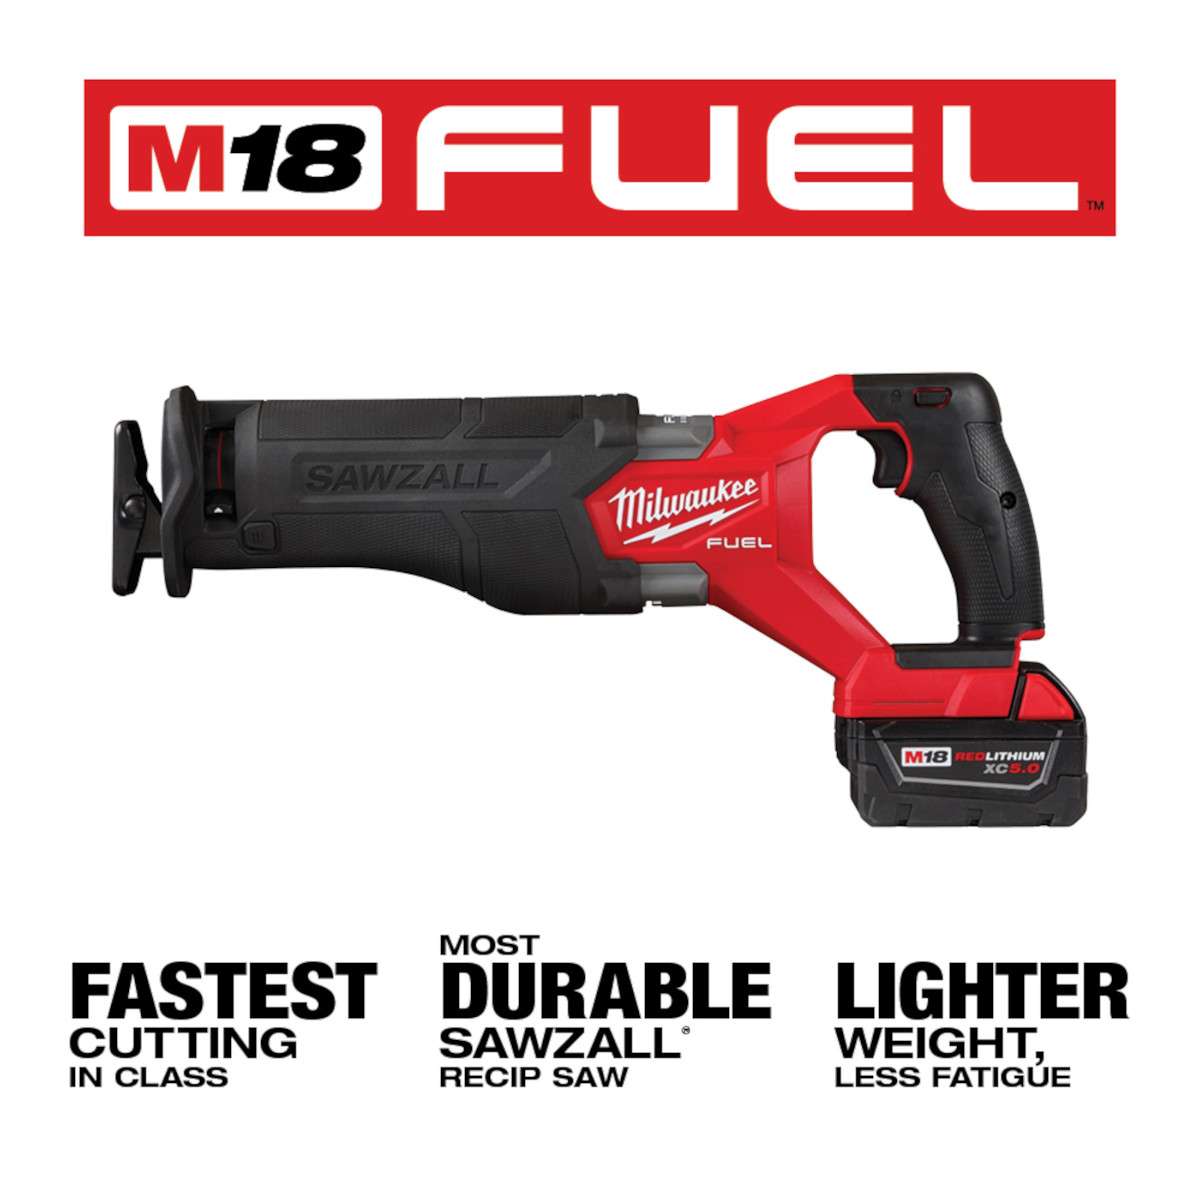 M18 FUEL™
SAWZALL
Milwaukee
FUEL
M18 REDLITHIUM
XC5.0
FASTEST
CUTTING
IN CLASS
MOST
DURABLE
SAWZALL®
RECIP SAW
LIGHTER
WEIGHT,
LESS FATIGUE